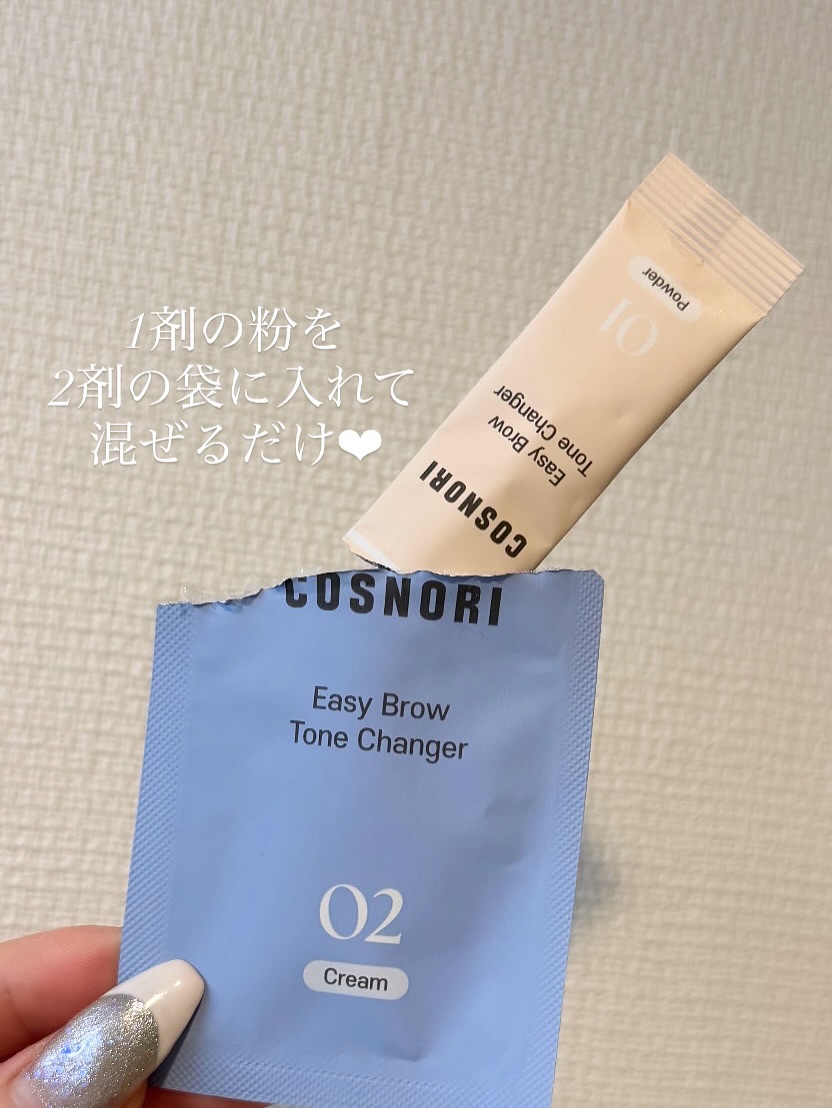 1剤の粉を
2剤の袋に入れて
混ぜるだけ❤
Powder
01
Easy Brow
Tone Changer
COSNORI
COSNORI
Easy Brow
Tone Changer
02
Cream